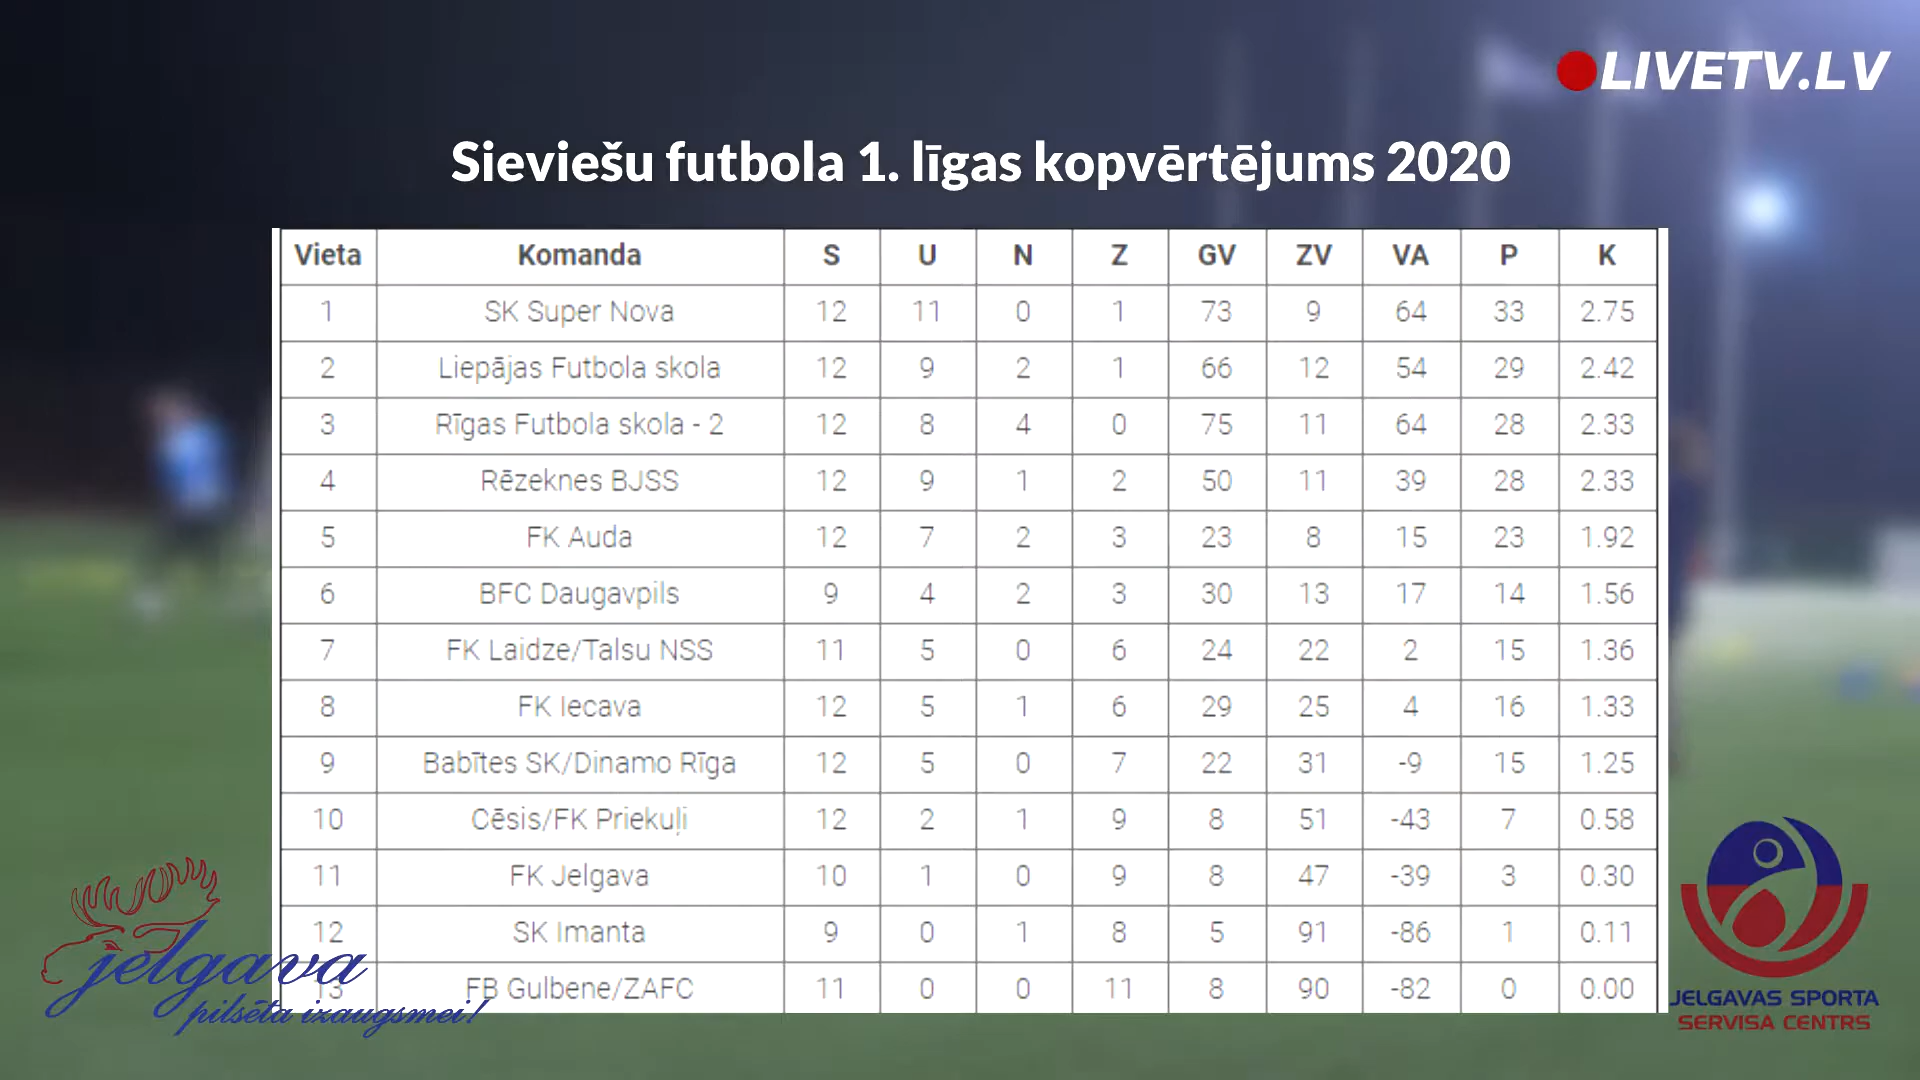 LIVETV.LV
Sieviešu futbola 1. līgas kopvērtējums 2020
Vieta Komanda S U N Z GV ZV VA P K
1 SK Super Nova 12 11 0 1 73 9 64 33 2.75
2 Liepājas Futbola skola 12 9 2 1 66 12 54 29 2.42
3 Rīgas Futbola skola - 2 12 8 4 0 75 11 64 28 2.33
4 Rēzeknes BJSS 12 9 1 2 50 11 39 28 2.33
5 FK Auda 12 7 2 3 23 8 15 23 1.92
6 BFC Daugavpils 9 4 2 3 30 13 17 14 1.56
7 FK Laidze/Talsu NSS 11 5 0 6 24 22 2 15 1.36
8 FK Iecava 12 5 1 6 29 25 4 16 1.33
9 Babītes SK/Dinamo Rīga 12 5 0 7 22 31 -9 15 1.25
10 Cēsis/FK Priekuļi 12 2 1 9 8 51 -43 7 0.58
11 FK Jelgava 10 1 0 9 8 47 -39 3 0.30
12 SK Imanta 9 0 1 8 5 91 -86 1 0.11
13 FB Gulbene/ZAFC 11 0 0 11 8 90 -82 0 0.00
jelgava
pilsēta izaugsmei!
JELGAVAS SPORTA
SERVISA CENTRS